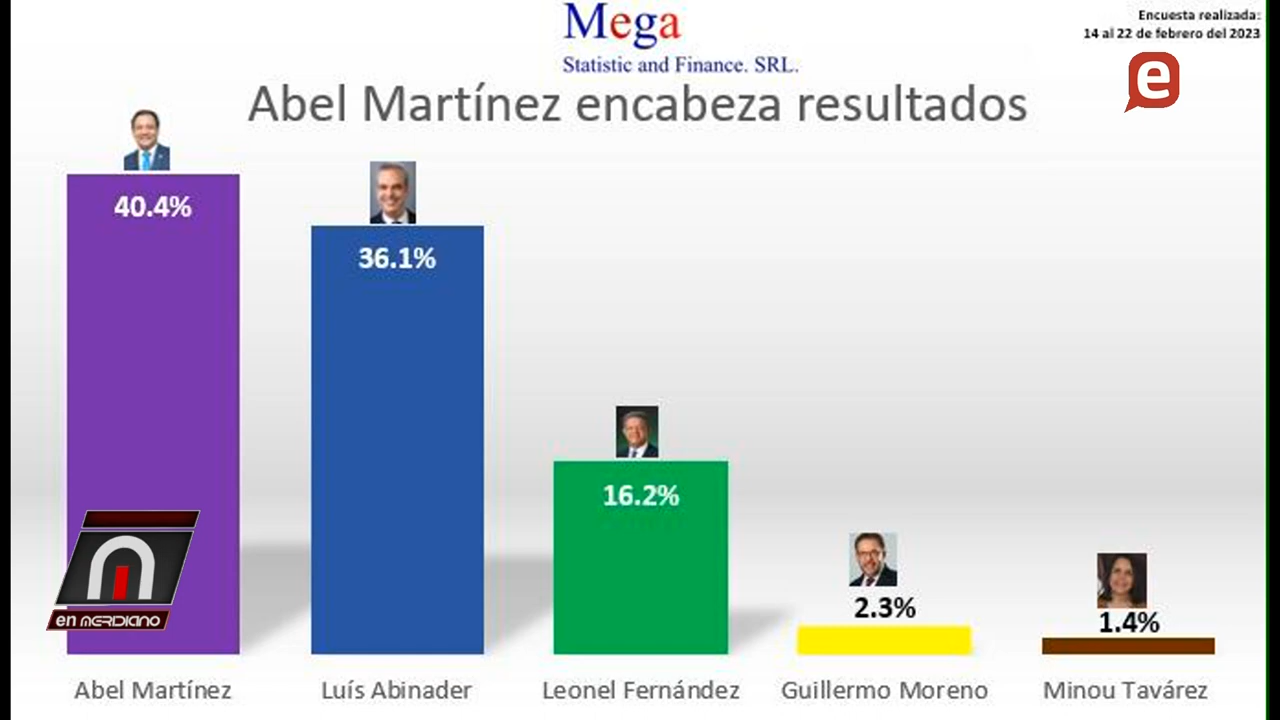 Mega
Statistic and Finance. SRL.
Encuesta realizada:
14 al 22 de febrero del 2023
e
Abel Martínez encabeza resultados
40.4%
36.1%
16.2%
2.3%
1.4%
en MERIDIANO
Abel Martínez
Luís Abinader
Leonel Fernández
Guillermo Moreno
Minou Tavárez